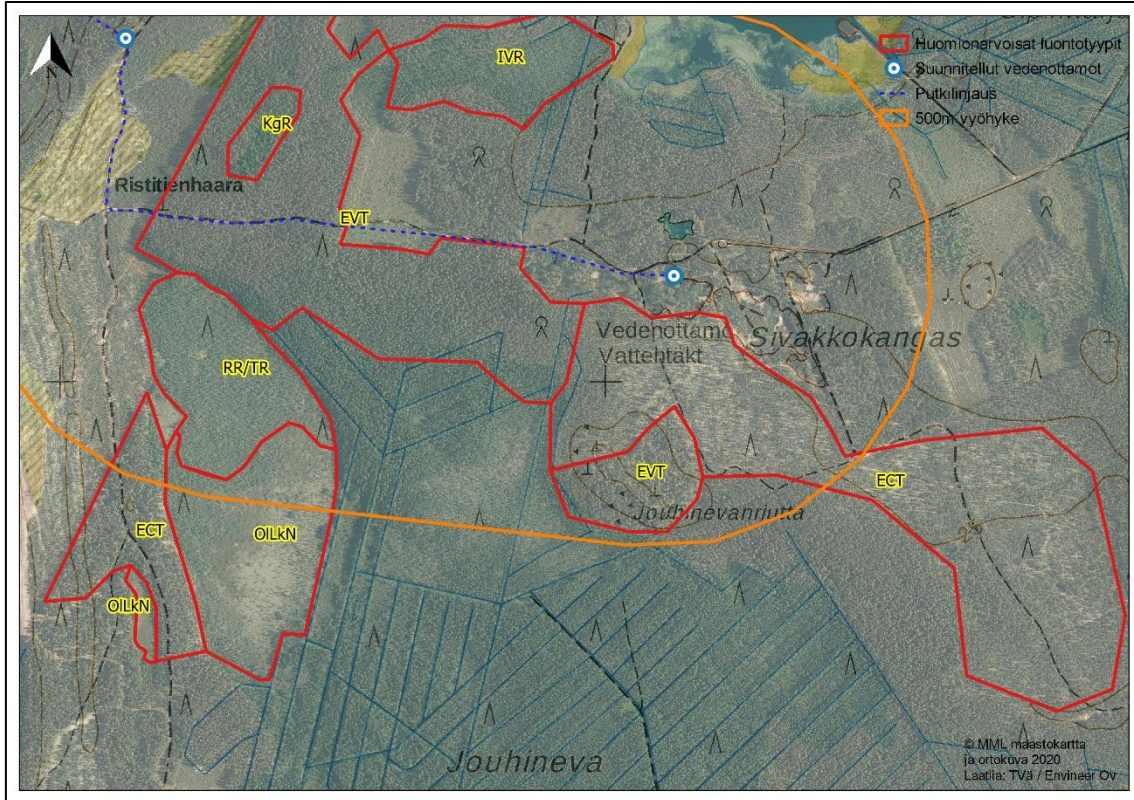 IVR
Huomionarvoisat luontotyypit
Suunnitellut vedenottamot
Putkilinjaus
500m vyöhyke
N
KgR
Ristitienhaara
EVT
Vedenottamo
Vattehtäkt
Sivakkokangas
RR/TR
EVT
ECT
Jouhinevanriutta
ECT
OlLkN
OlLkN
Jouhineva
© MML maastokartta
ja ortokuva 2020
Laatija: TVä / Envineer Oy